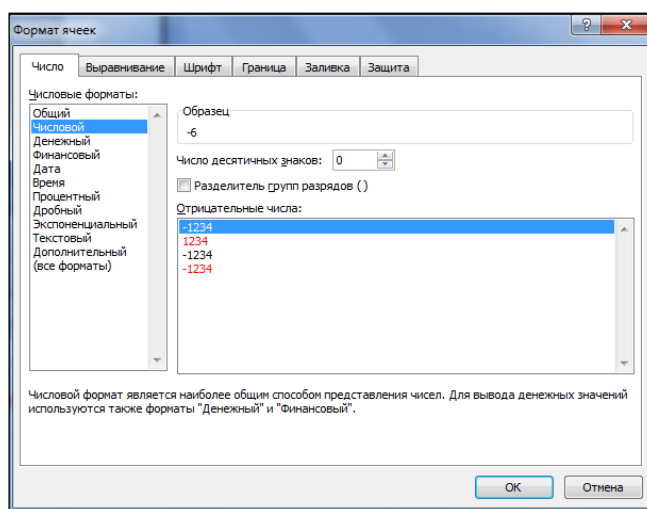 Формат ячеек
Число Выравнивание Шрифт Граница Заливка Защита
Числовые форматы:
Общий
Числовой
Денежный
Финансовый
Дата
Время
Процентный
Дробный
Экспоненциальный
Текстовый
Дополнительный
(все форматы)
Образец
-6
Число десятичных знаков: 0
Разделитель групп разрядов ( )
Отрицательные числа:
-1234
1234
-1234
-1234
Числовой формат является наиболее общим способом представления чисел. Для вывода денежных значений
используются также форматы "Денежный" и "Финансовый".
ОК Отмена